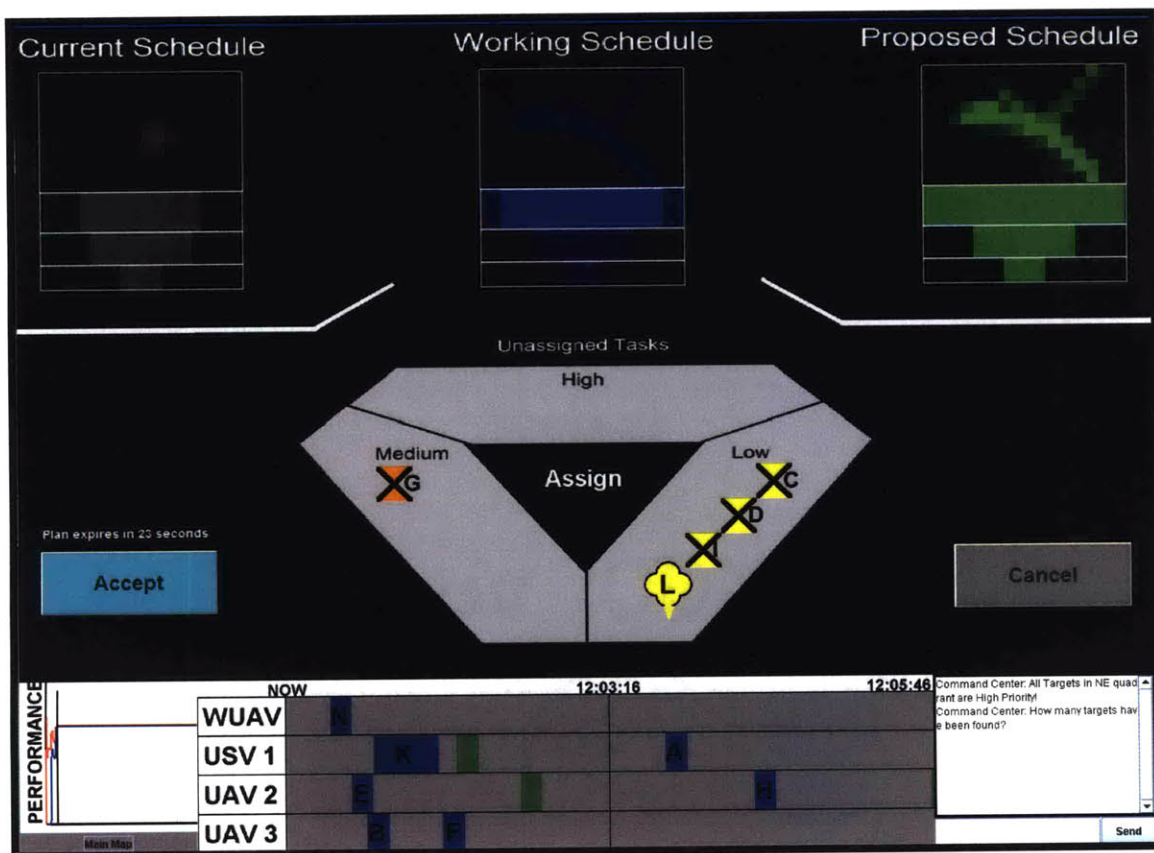 Current Schedule
Working Schedule
Proposed Schedule
Unassigned Tasks
High
Medium
Low
G
C
D
I
L
Assign
Plan expires in 23 seconds
Accept
Cancel
PERFORMANCE
NOW
12:03:16
12:05:46
WUAV
N
USV 1
K
A
UAV 2
E
H
UAV 3
B
F
Main Map
Command Center: All Targets in NE quad
rant are High Priority!
Command Center: How many targets hav
e been found?
Send